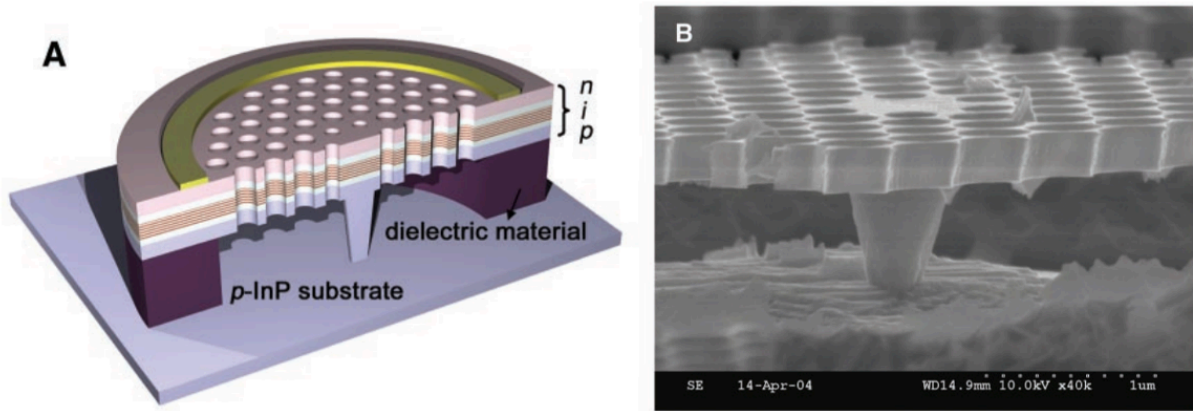 A
n
i
p
dielectric material
p-InP substrate
B
SE 14-Apr-04 WD14.9mm 10.0kV x40k 1um